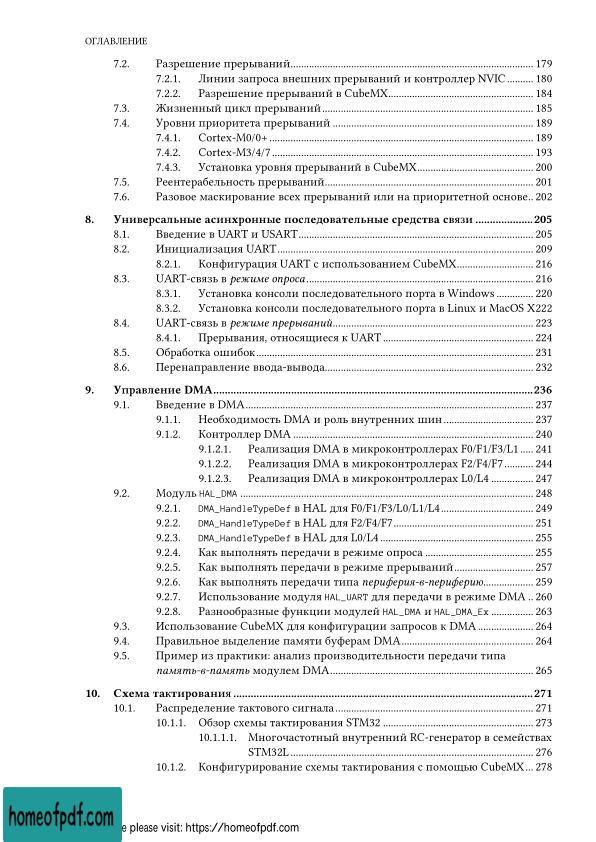 ОГЛАВЛЕНИЕ
7.2. Разрешение прерываний 179
7.2.1. Линии запроса внешних прерываний и контроллер NVIC 180
7.2.2. Разрешение прерываний в CubeMX 184
7.3. Жизненный цикл прерываний 185
7.4. Уровни приоритета прерываний 189
7.4.1. Cortex-M0/0+ 189
7.4.2. Cortex-M3/4/7 193
7.4.3. Установка уровня прерываний в CubeMX 200
7.5. Реентерабельность прерываний 201
7.6. Разовое маскирование всех прерываний или на приоритетной основе.. 202
8. Универсальные асинхронные последовательные средства связи 205
8.1. Введение в UART и USART 205
8.2. Инициализация UART 209
8.2.1. Конфигурация UART с использованием CubeMX 216
8.3. UART-связь в режиме опроса 216
8.3.1. Установка консоли последовательного порта в Windows 220
8.3.2. Установка консоли последовательного порта в Linux и MacOS X222
8.4. UART-связь в режиме прерываний 223
8.4.1. Прерывания, относящиеся к UART 224
8.5. Обработка ошибок 231
8.6. Перенаправление ввода-вывода 232
9. Управление DMA 236
9.1. Введение в DMA 237
9.1.1. Необходимость DMA и роль внутренних шин 237
9.1.2. Контроллер DMA 240
9.1.2.1. Реализация DMA в микроконтроллерах F0/F1/F3/L1 241
9.1.2.2. Реализация DMA в микроконтроллерах F2/F4/F7 244
9.1.2.3. Реализация DMA в микроконтроллерах L0/L4 247
9.2. Модуль HAL_DMA 248
9.2.1. DMA_HandleTypeDef в HAL для F0/F1/F3/L0/L1/L4 249
9.2.2. DMA_HandleTypeDef в HAL для F2/F4/F7 251
9.2.3. DMA_HandleTypeDef в HAL для L0/L4 255
9.2.4. Как выполнять передачи в режиме опроса 255
9.2.5. Как выполнять передачи в режиме прерываний 257
9.2.6. Как выполнять передачи типа периферия-в-периферию 259
9.2.7. Использование модуля HAL_UART для передачи в режиме DMA .. 260
9.2.8. Разнообразные функции модулей HAL_DMA и HAL_DMA_Ex 263
9.3. Использование CubeMX для конфигурации запросов к DMA 264
9.4. Правильное выделение памяти буферам DMA 264
9.5. Пример из практики: анализ производительности передачи типа
память-в-память модулем DMA 265
10. Схема тактирования 271
10.1. Распределение тактового сигнала 271
10.1.1. Обзор схемы тактирования STM32 273
10.1.1.1. Многочастотный внутренний RC-генератор в семействах
STM32L 276
10.1.2. Конфигурирование схемы тактирования с помощью CubeMX ... 278
homeofpdf.com
e please visit: https://homeofpdf.com